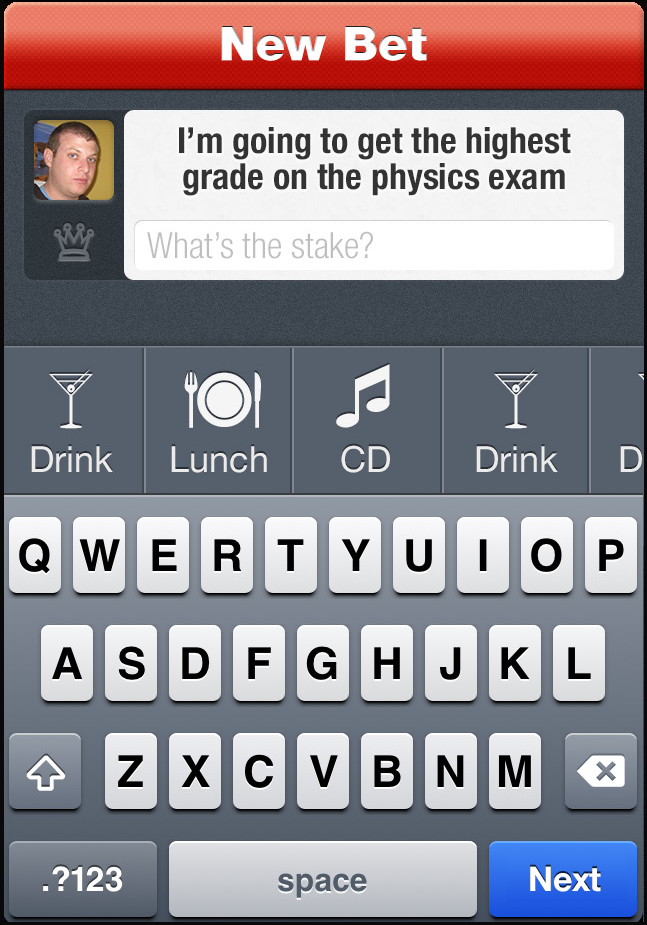 New Bet
I’m going to get the highest
grade on the physics exam
What’s the stake?
Drink Lunch CD Drink D
Q W E R T Y U I O P
A S D F G H J K L
Z X C V B N M
.?123 space Next